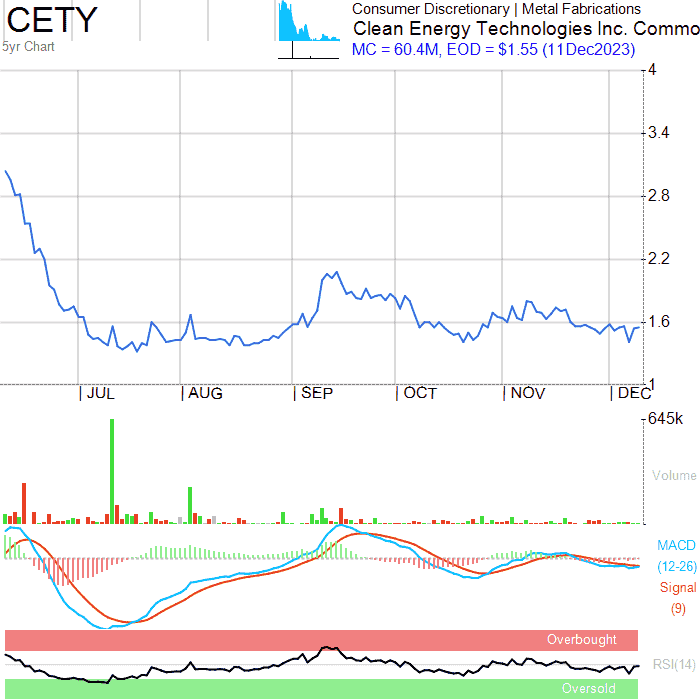 CETY
5yr Chart
Consumer Discretionary | Metal Fabrications
Clean Energy Technologies Inc. Commo
MC = 60.4M, EOD = $1.55 (11Dec2023)
4
3.4
2.8
2.2
1.6
1
| JUL | AUG | SEP | OCT | NOV | DEC
645k
Volume
MACD
(12-26)
Signal
(9)
Overbought
RSI(14)
Oversold